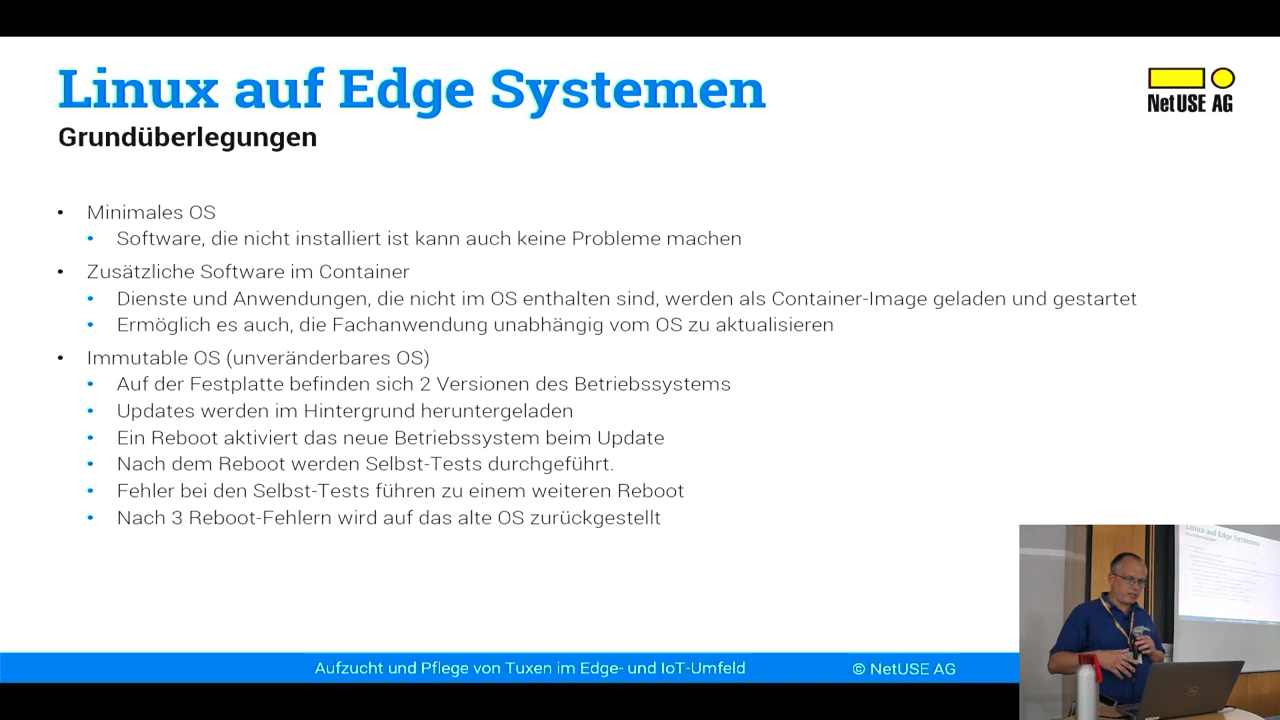 Linux auf Edge Systemen
NetUSE AG
Grundüberlegungen
• Minimales OS
• Software, die nicht installiert ist kann auch keine Probleme machen
• Zusätzliche Software im Container
• Dienste und Anwendungen, die nicht im OS enthalten sind, werden als Container-Image geladen und gestartet
• Ermöglich es auch, die Fachanwendung unabhängig vom OS zu aktualisieren
• Immutable OS (unveränderbares OS)
• Auf der Festplatte befinden sich 2 Versionen des Betriebssystems
• Updates werden im Hintergrund heruntergeladen
• Ein Reboot aktiviert das neue Betriebssystem beim Update
• Nach dem Reboot werden Selbst-Tests durchgeführt.
• Fehler bei den Selbst-Tests führen zu einem weiteren Reboot
• Nach 3 Reboot-Fehlern wird auf das alte OS zurückgestellt
Linux auf Edge Systemen
Aufzucht und Pflege von Tuxen im Edge- und IoT-Umfeld
© NetUSE AG